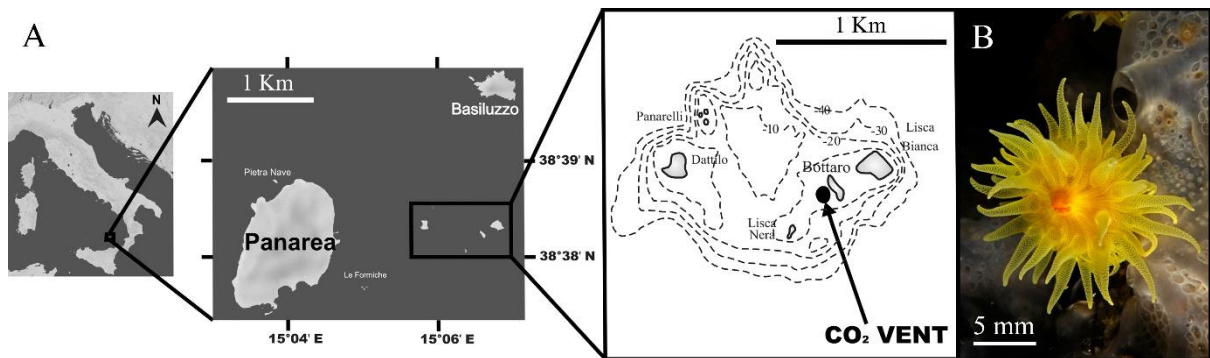 A
N
1 Km
Basiluzzo
Pietra Nave
Panarea
Le Formiche
38°39' N
38°38' N
15°04' E
15°06' E
1 Km
Panarelli
Dattalo
-10
-40
-30
-20
Lisca
Bianca
Bottaro
Lisca
Nera
CO₂ VENT
B
5 mm